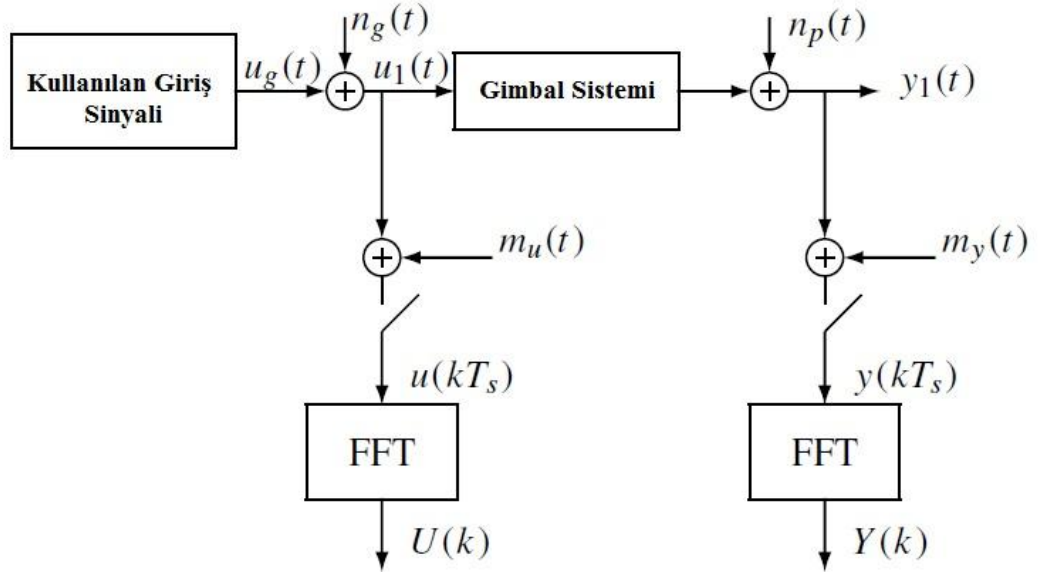 n_g(t)
n_p(t)
Kullanılan Giriş
Sinyali
u_g(t)
+
u_1(t)
Gimbal Sistemi
+
y_1(t)
+
m_u(t)
+
m_y(t)
u(kT_s)
y(kT_s)
FFT
FFT
U(k)
Y(k)